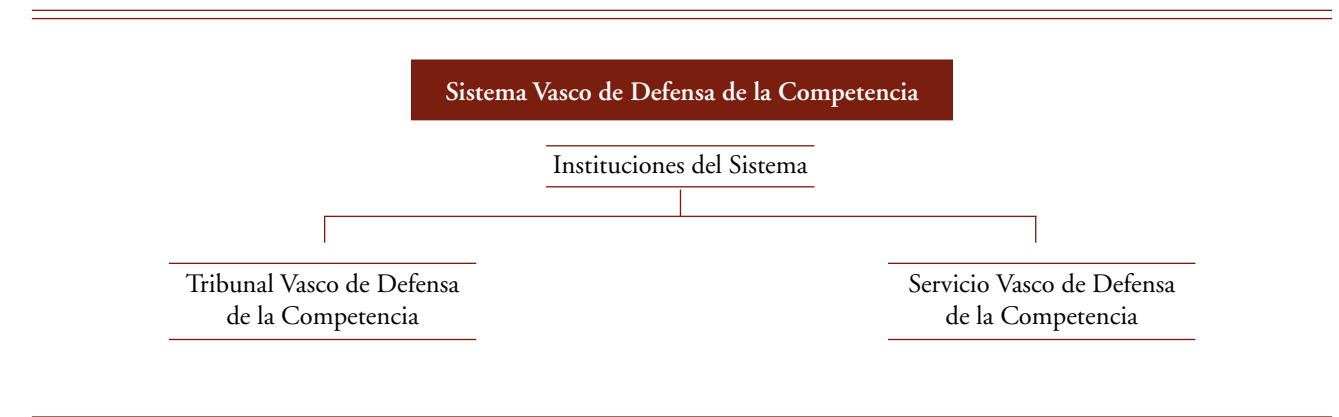 Sistema Vasco de Defensa de la Competencia
Instituciones del Sistema
Tribunal Vasco de Defensa
de la Competencia
Servicio Vasco de Defensa
de la Competencia